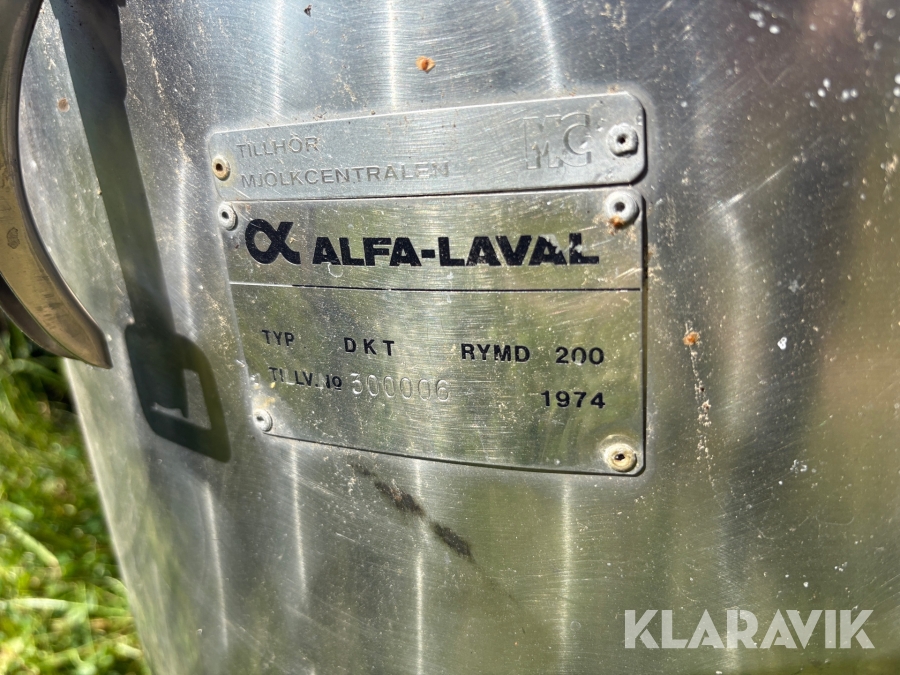 TILLHÖR
MJÖLKCENTRALEN
MC
α ALFA-LAVAL
TYP DKT RYMD 200
TILLV. No 300006
1974
KLARAVIK